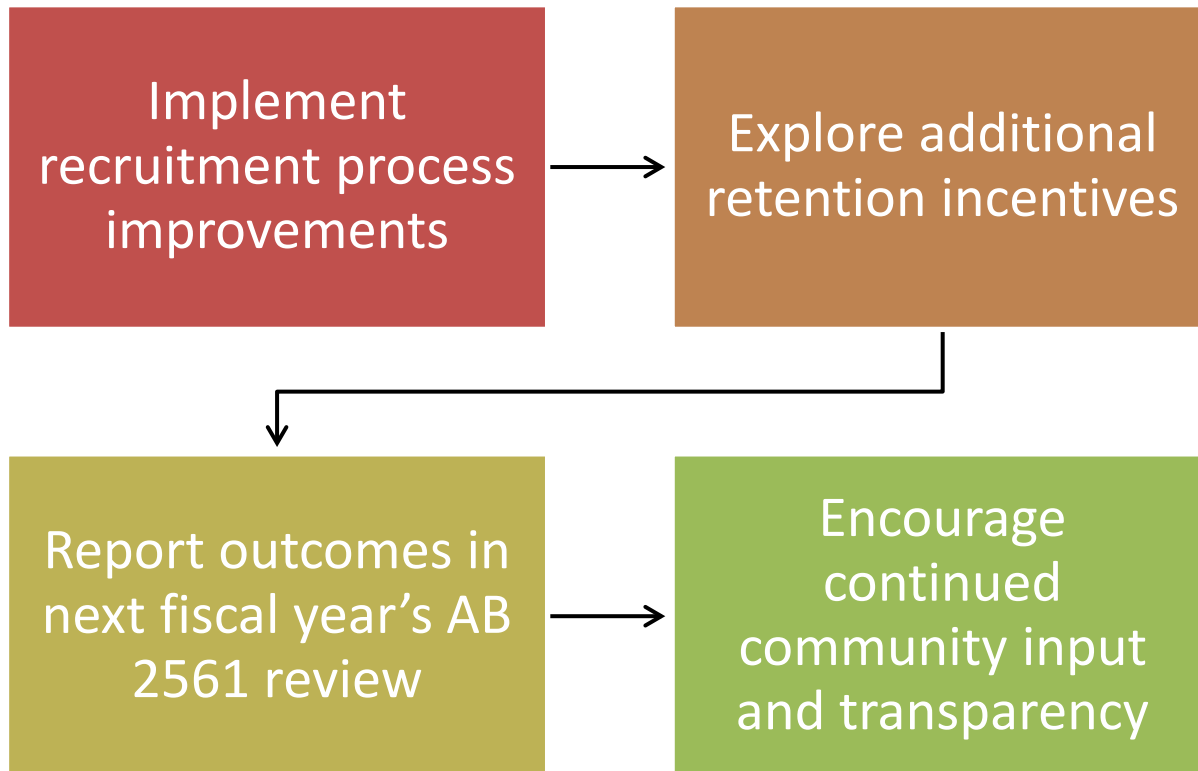 Implement
recruitment process
improvements
Explore additional
retention incentives
Report outcomes in
next fiscal year’s AB
2561 review
Encourage
continued
community input
and transparency